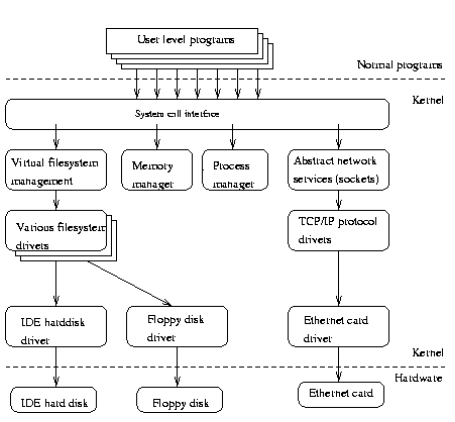 User level programs
Normal programs
Kernel
System call interface
Virtual filesystem
management
Memory
manager
Process
manager
Abstract network
services (sockets)
Various filesystem
drivers
TCP/IP protocol
drivers
IDE harddisk
driver
Floppy disk
driver
Ethernet card
driver
Kernel
Hardware
IDE hard disk
Floppy disk
Ethernet card